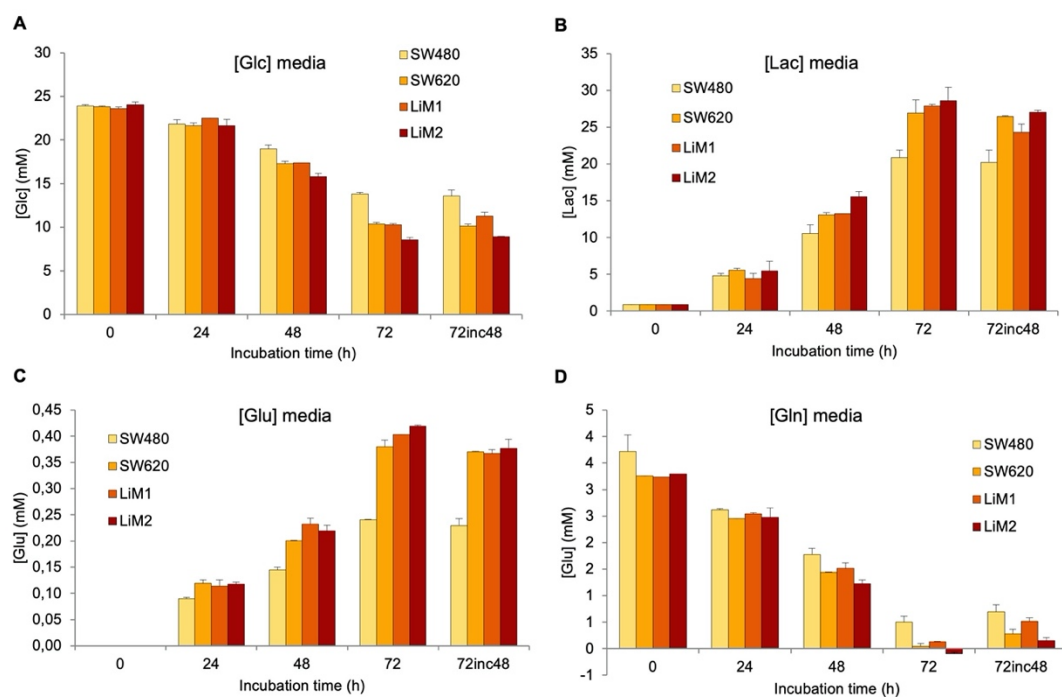 A
[Glc] media
SW480
SW620
LiM1
LiM2
30
25
20
15
10
5
0
[Glc] (mM)
0 24 48 72 72inc48
Incubation time (h)
B
[Lac] media
SW480
SW620
LiM1
LiM2
35
30
25
20
15
10
5
0
[Lac] (mM)
0 24 48 72 72inc48
Incubation time (h)
C
[Glu] media
SW480
SW620
LiM1
LiM2
0,45
0,40
0,35
0,30
0,25
0,20
0,15
0,10
0,05
0,00
[Glu] (mM)
0 24 48 72 72inc48
Incubation time (h)
D
[Gln] media
SW480
SW620
LiM1
LiM2
5
4
4
3
3
2
2
1
1
0
-1
[Glu] (mM)
0 24 48 72 72inc48
Incubation time (h)